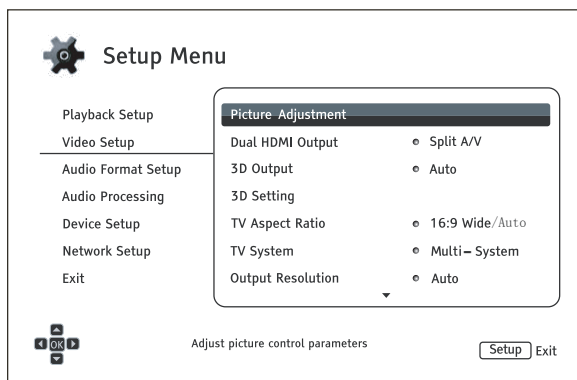 Setup Menu
Playback Setup
Video Setup
Audio Format Setup
Audio Processing
Device Setup
Network Setup
Exit
Picture Adjustment
Dual HDMI Output Split A/V
3D Output Auto
3D Setting
TV Aspect Ratio 16:9 Wide/Auto
TV System Multi-System
Output Resolution Auto
OK
Adjust picture control parameters
Setup Exit